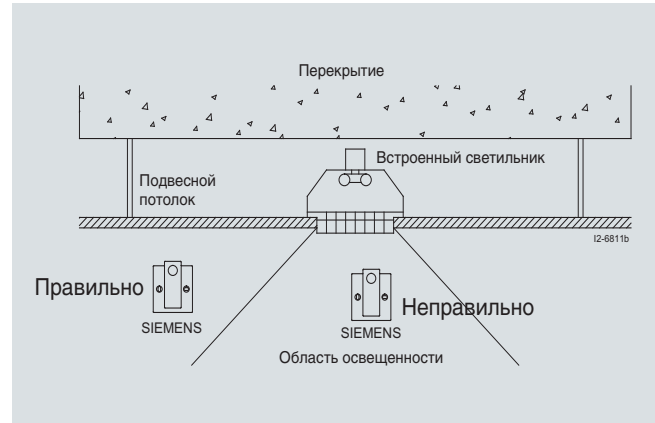 Перекрытие
Встроенный светильник
Подвесной
потолок
I2-6811b
Правильно
SIEMENS
Неправильно
SIEMENS
Область освещенности